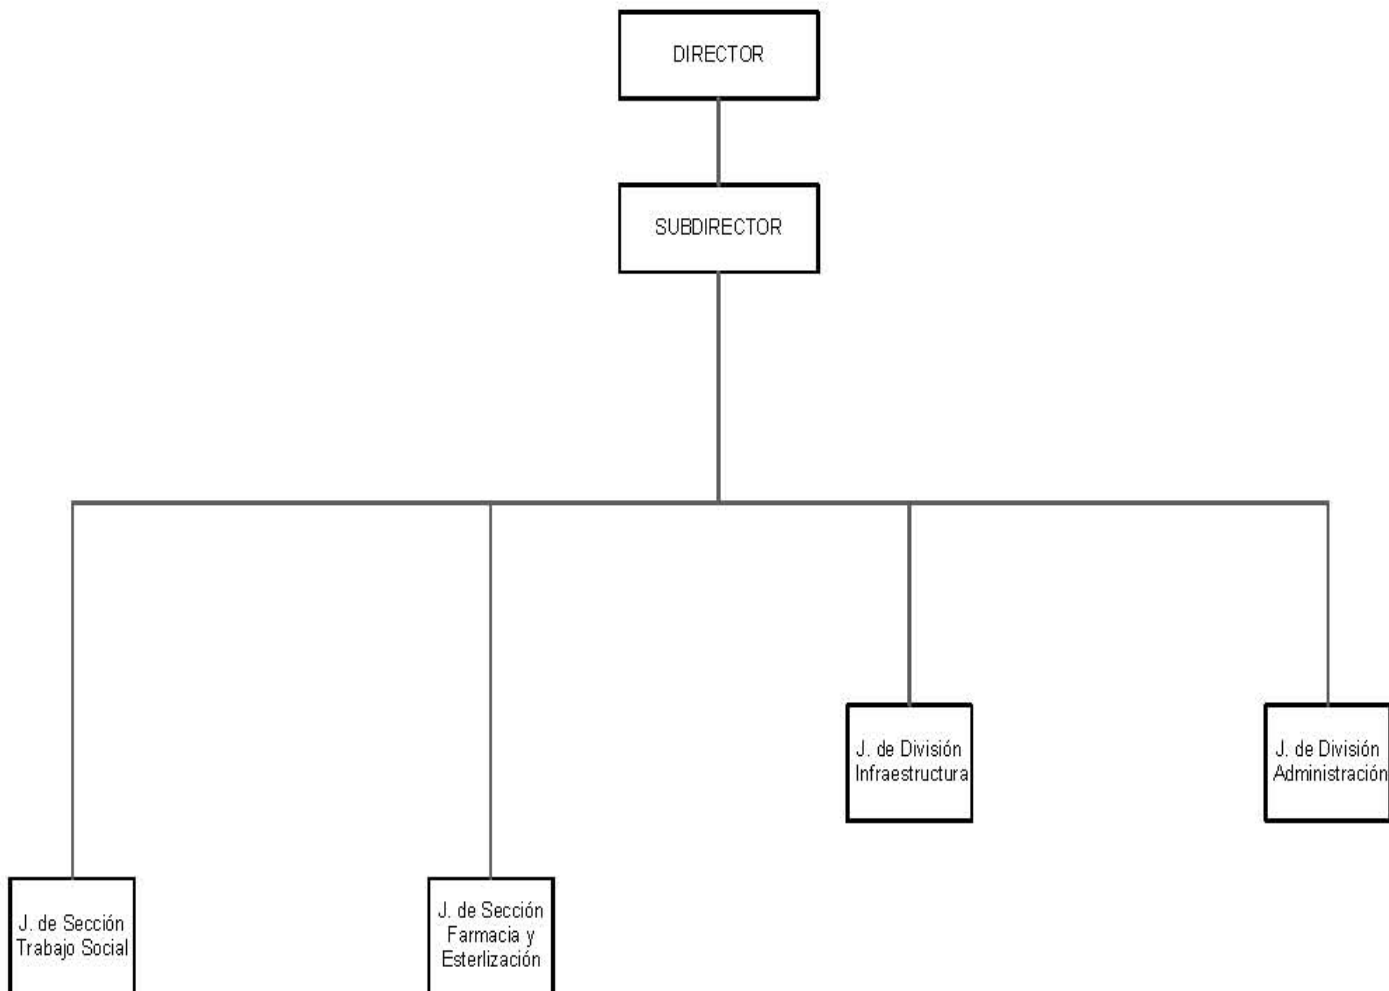 DIRECTOR
SUBDIRECTOR
J. de División
Infraestructura
J. de División
Administración
J. de Sección
Trabajo Social
J. de Sección
Farmacia y
Esterlización